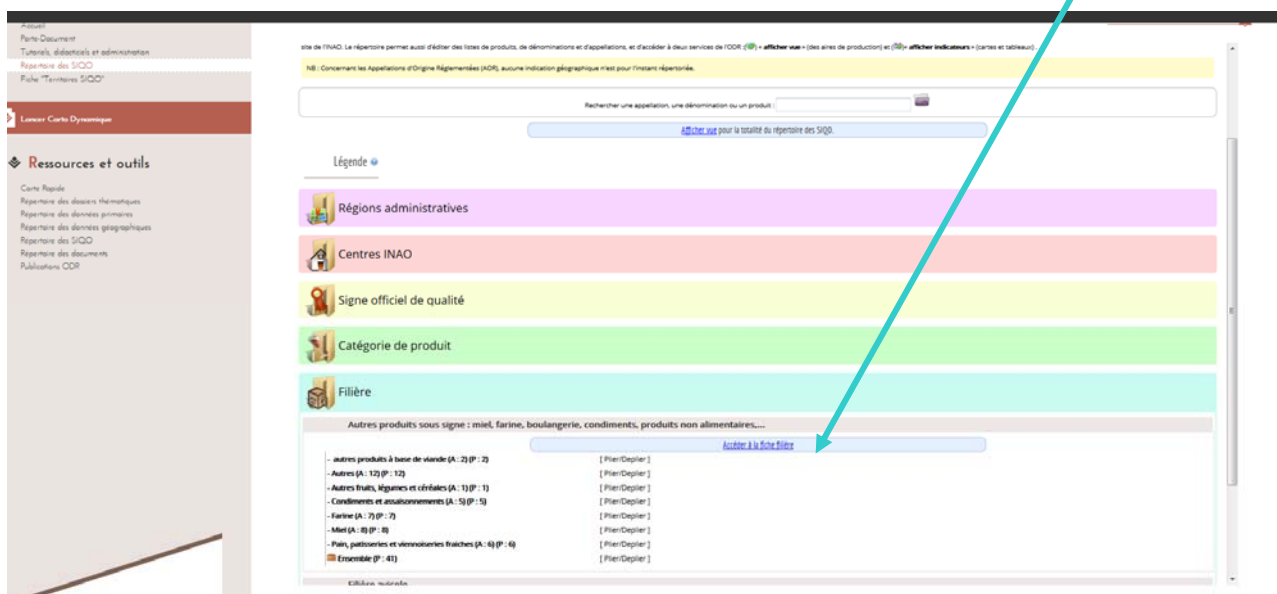 Accueil
Porte-Document
Tutoriels, didacticiels et administration
Répertoire des SIQO
Fiche "Territoires SIQO"
Lancer Carte Dynamique
Ressources et outils
Carte Rapide
Répertoire des dossiers thématiques
Répertoire des données primaires
Répertoire des données géographiques
Répertoire des SIQO
Répertoire des documents
Publications ODR
site de l'INAO. Le répertoire permet aussi d'éditer des listes de produits, de dénominations et d'appellations, et d'accéder à deux services de l'ODR : « afficher vue » (des aires de production) et « afficher indicateurs » (cartes et tableaux)...
NB : Concernant les Appellations d'Origine Réglementées (AOR), aucune indication géographique n'est pour l'instant répertoriée.
Rechercher une appellation, une dénomination ou un produit :
Afficher vue pour la totalité du répertoire des SIQO.
Légende
Régions administratives
Centres INAO
Signe officiel de qualité
Catégorie de produit
Filière
Autres produits sous signe : miel, farine, boulangerie, condiments, produits non alimentaires,...
Accéder à la fiche filière
- autres produits à base de viande (A : 2) (P : 2) [ Plier/Deplier ]
- Autres (A : 12) (P : 12) [ Plier/Deplier ]
- Autres fruits, légumes et céréales (A : 1) (P : 1) [ Plier/Deplier ]
- Condiments et assaisonnements (A : 5) (P : 5) [ Plier/Deplier ]
- Farine (A : 7) (P : 7) [ Plier/Deplier ]
- Miel (A : 8) (P : 8) [ Plier/Deplier ]
- Pain, patisseries et viennoiseries fraiches (A : 6) (P : 6) [ Plier/Deplier ]
Ensemble (P : 41) [ Plier/Deplier ]
Filière avicole